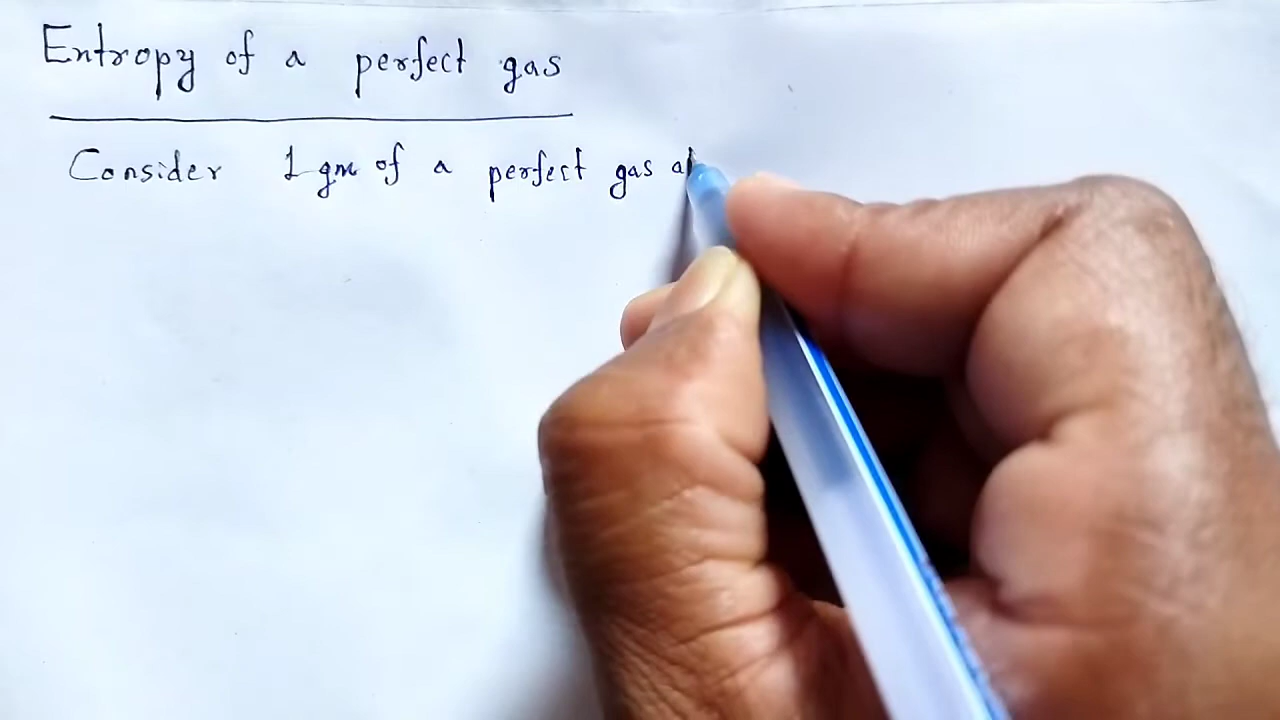 Entropy of a perfect gas
Consider 1 gm of a perfect gas